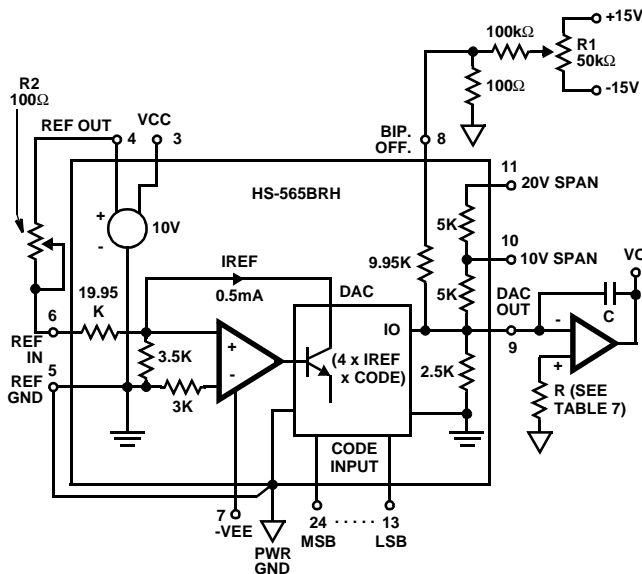 +15V
100kΩ
R1
50kΩ
100Ω
-15V
R2
100Ω
REF OUT
4
VCC
3
BIP.
OFF.
8
11
20V SPAN
HS-565BRH
5K
+
-
10V
10
10V SPAN
9.95K
5K
VO
IREF
0.5mA
DAC
DAC
OUT
C
6
19.95
K
REF
IN
IO
9
-
+
+
-
3.5K
(4 x IREF
x CODE)
2.5K
5
REF
GND
3K
R (SEE
TABLE 7)
CODE
INPUT
7
-VEE
PWR
GND
24 . . . . . 13
MSB
LSB